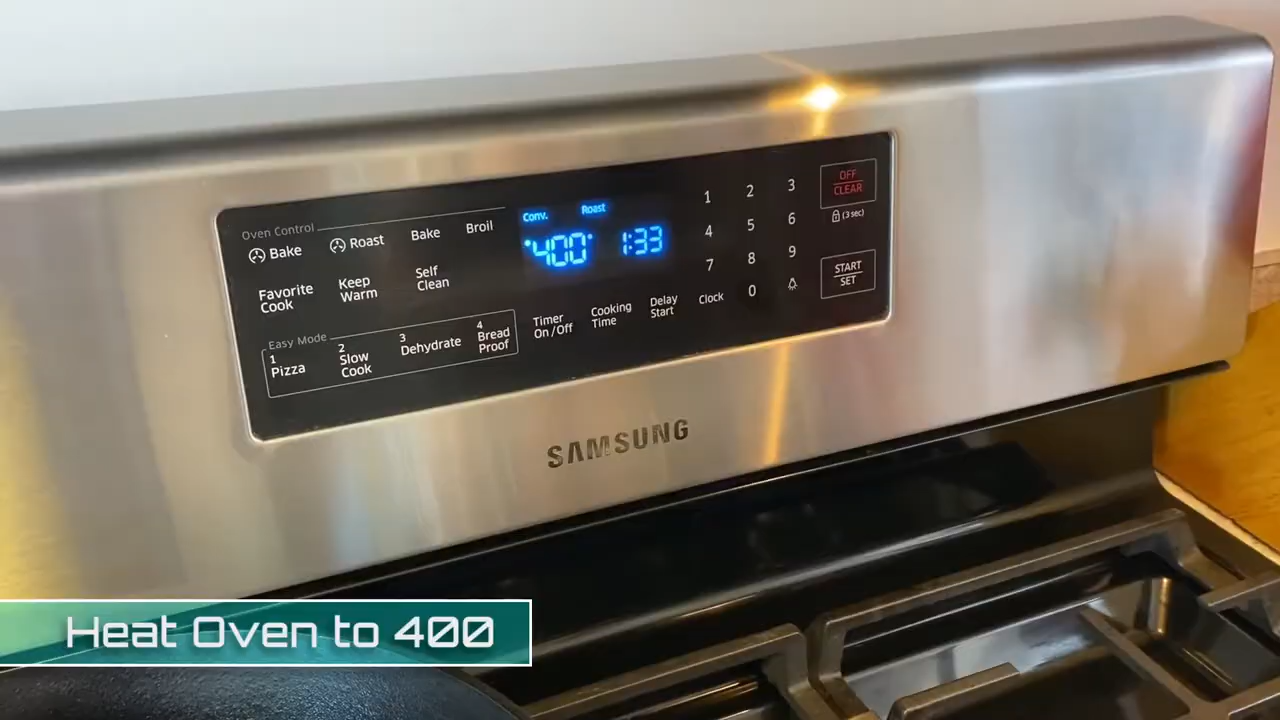 Oven Control
Bake
Roast
Bake
Broil
Favorite
Cook
Keep
Warm
Self
Clean
Easy Mode
1
Pizza
2
Slow
Cook
3
Dehydrate
4
Bread
Proof
Conv.
Roast
400°
1:33
Timer
On/Off
Cooking
Time
Delay
Start
Clock
1 2 3
4 5 6
7 8 9
0
OFF
CLEAR
(3 sec)
START
SET
SAMSUNG
Heat Oven to 400